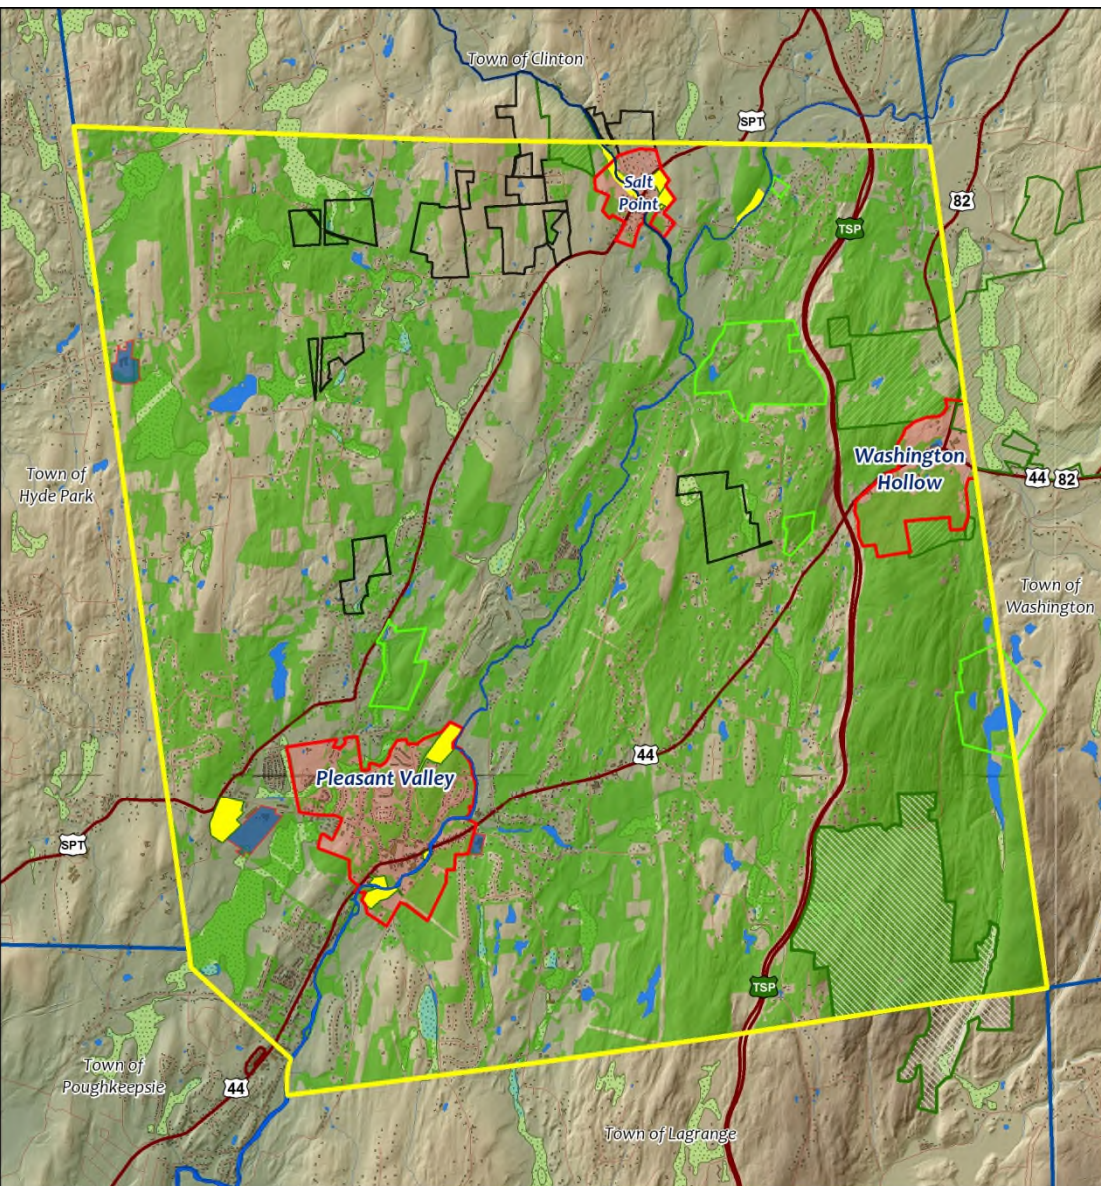 Town of Clinton
SPT
Salt
Point
82
TSP
Washington
Hollow
Town of
Hyde Park
44 82
Town of
Washington
44
Pleasant Valley
SPT
TSP
Town of
Poughkeepsie
44
Town of Lagrange